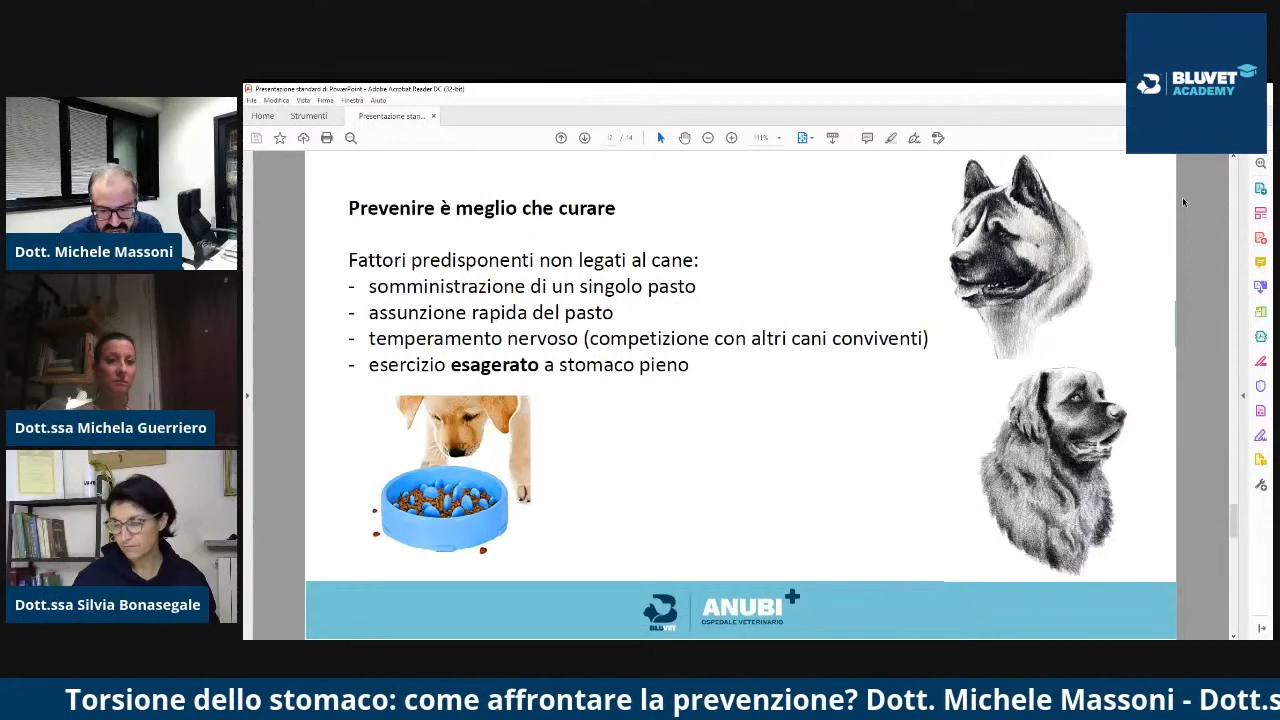 BLUVET
ACADEMY
Presentazione standard di PowerPoint - Adobe Acrobat Reader DC (32-bit)
File Modifica Vista Firma Finestra Aiuto
Home Strumenti Presentazione stan... ×
12 / 14 111%
Prevenire è meglio che curare
Fattori predisponenti non legati al cane:
- somministrazione di un singolo pasto
- assunzione rapida del pasto
- temperamento nervoso (competizione con altri cani conviventi)
- esercizio esagerato a stomaco pieno
Dott. Michele Massoni
Dott.ssa Michela Guerriero
Dott.ssa Silvia Bonasegale
BLUVET
ANUBI
OSPEDALE VETERINARIO
Torsione dello stomaco: come affrontare la prevenzione? Dott. Michele Massoni - Dott.s